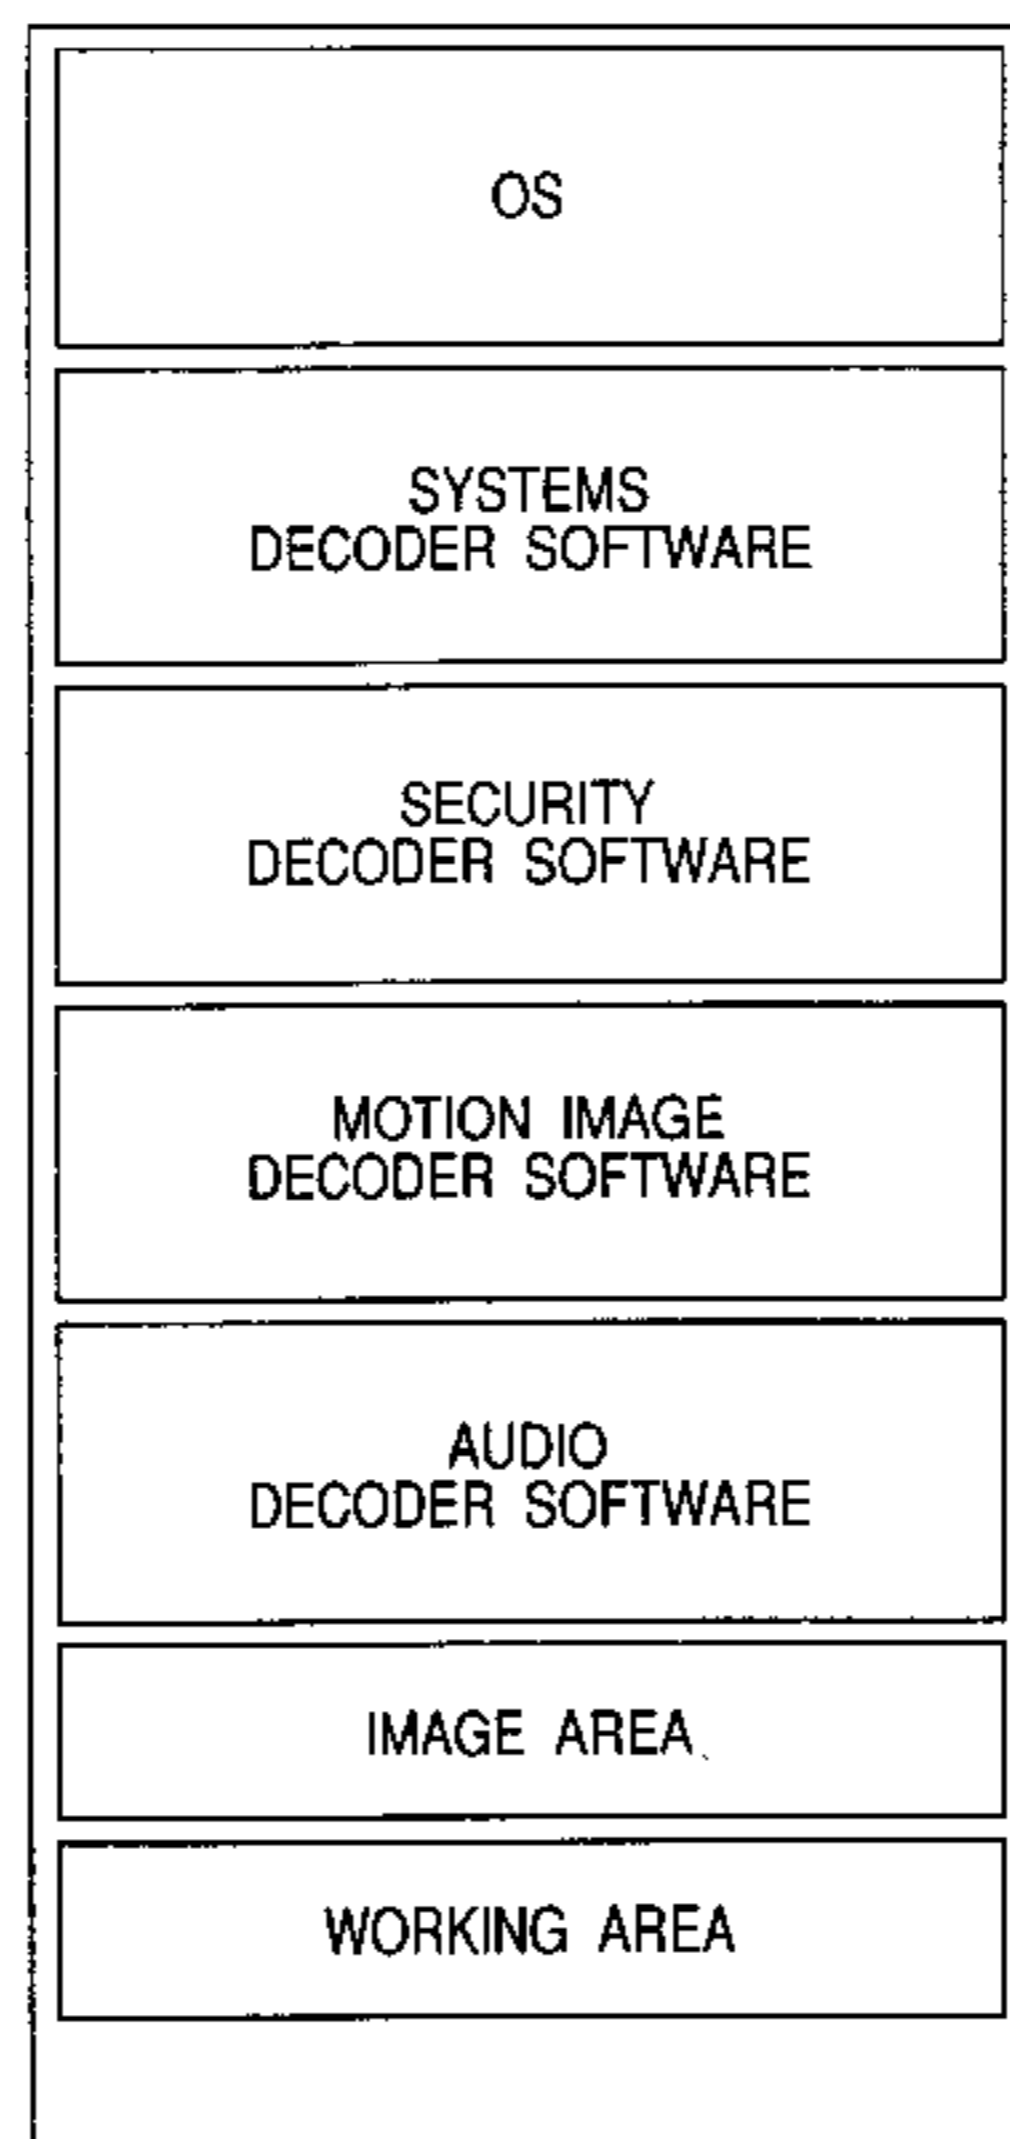 OS
SYSTEMS
DECODER SOFTWARE
SECURITY
DECODER SOFTWARE
MOTION IMAGE
DECODER SOFTWARE
AUDIO
DECODER SOFTWARE
IMAGE AREA
WORKING AREA